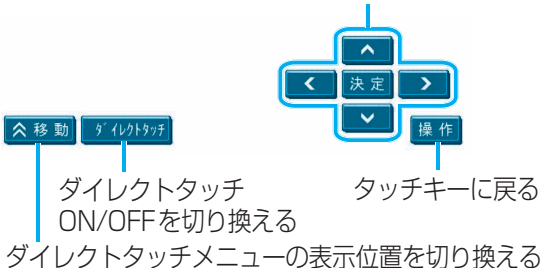 決定
移動 ダイレクトタッチ 操作
ダイレクトタッチ
ON/OFFを切り換える
タッチキーに戻る
ダイレクトタッチメニューの表示位置を切り換える